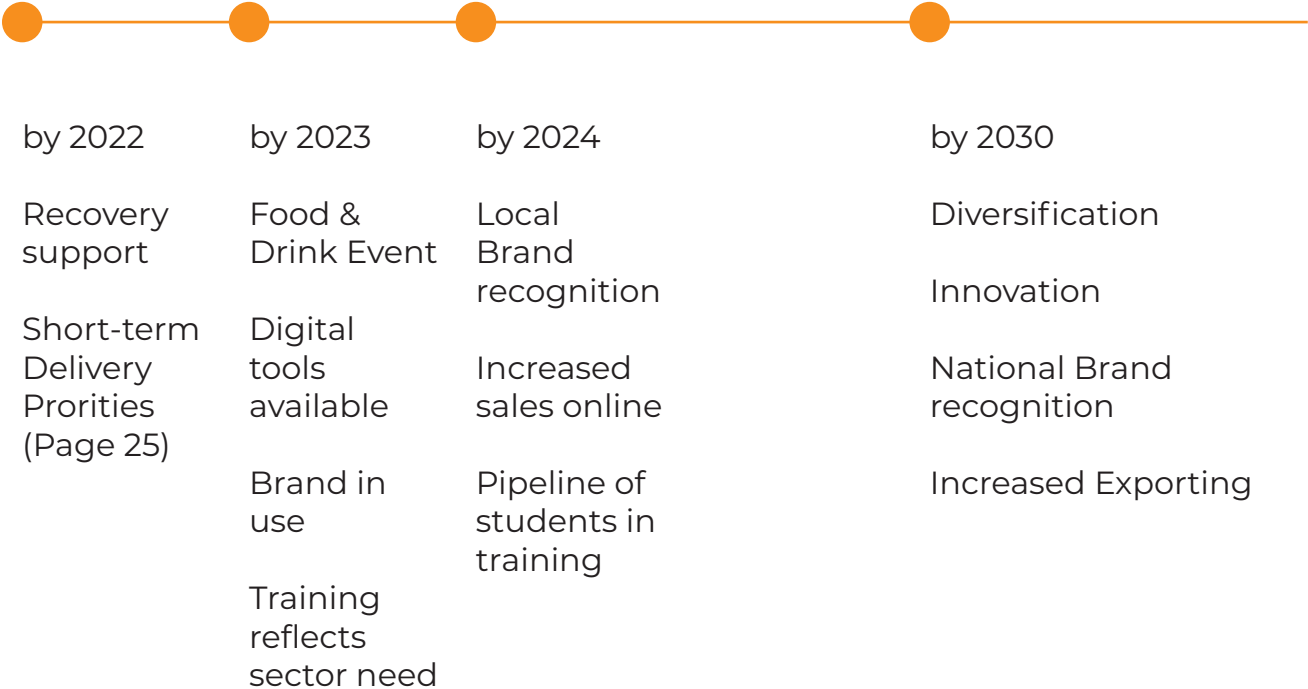 by 2022
Recovery
support
Short-term
Delivery
Prorities
(Page 25)
by 2023
Food &
Drink Event
Digital
tools
available
Brand in
use
Training
reflects
sector need
by 2024
Local
Brand
recognition
Increased
sales online
Pipeline of
students in
training
by 2030
Diversification
Innovation
National Brand
recognition
Increased Exporting